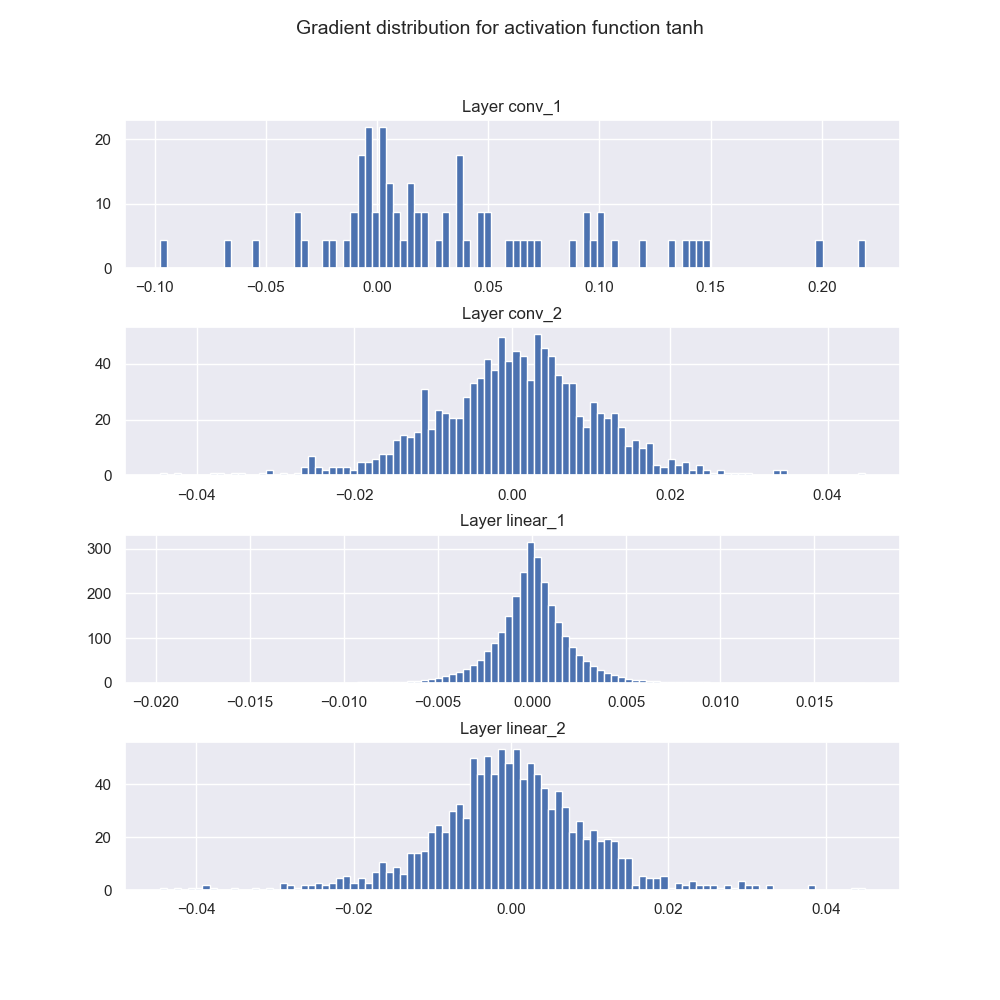 Gradient distribution for activation function tanh
Layer conv_1
20
10
0
−0.10 −0.05 0.00 0.05 0.10 0.15 0.20
Layer conv_2
40
20
0
−0.04 −0.02 0.00 0.02 0.04
Layer linear_1
300
200
100
0
−0.020 −0.015 −0.010 −0.005 0.000 0.005 0.010 0.015
Layer linear_2
40
20
0
−0.04 −0.02 0.00 0.02 0.04